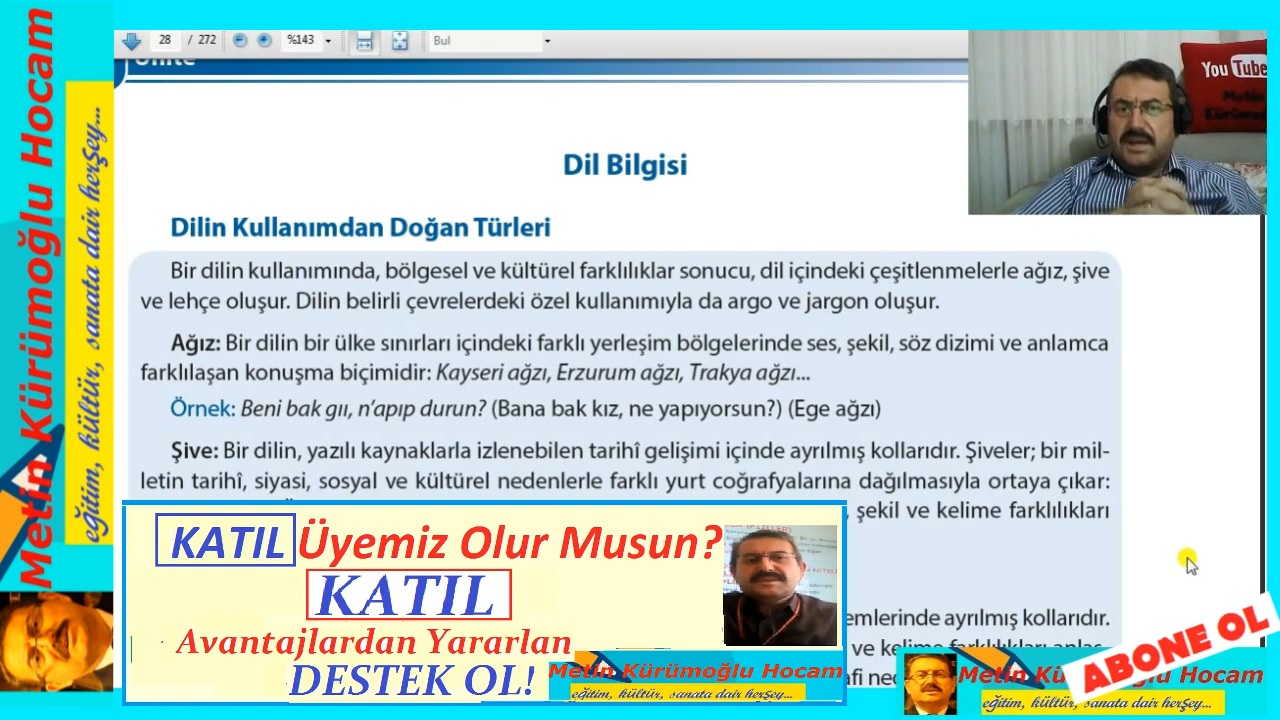 28 / 272
%143
Bul
Ünite
You Tube
Metin Kürümoğlu Hocam
eğitim, kültür, sanata dair herşey...
Dil Bilgisi
Dilin Kullanımdan Doğan Türleri
Bir dilin kullanımında, bölgesel ve kültürel farklılıklar sonucu, dil içindeki çeşitlenmelerle ağız, şive
ve lehçe oluşur. Dilin belirli çevrelerdeki özel kullanımıyla da argo ve jargon oluşur.
Ağız: Bir dilin bir ülke sınırları içindeki farklı yerleşim bölgelerinde ses, şekil, söz dizimi ve anlamca
farklılaşan konuşma biçimidir: Kayseri ağzı, Erzurum ağzı, Trakya ağzı...
Örnek: Beni bak gıı, n’apıp durun? (Bana bak kız, ne yapıyorsun?) (Ege ağzı)
Şive: Bir dilin, yazılı kaynaklarla izlenebilen tarihî gelişimi içinde ayrılmış kollarıdır. Şiveler; bir mil-
letin tarihî, siyasi, sosyal ve kültürel nedenlerle farklı yurt coğrafyalarına dağılmasıyla ortaya çıkar:
, şekil ve kelime farklılıkları
emlerinde ayrılmış kollarıdır.
ve kelime farklılıkları
KATIL Üyemiz Olur Musun?
KATIL
Avantajlardan Yararlan
DESTEK OL!
Metin Kürümoğlu Hocam
eğitim, kültür, sanata dair herşey...
ABONE OL
Metin Kü Hocam
eğitim, kültür, sanata dair herşey...